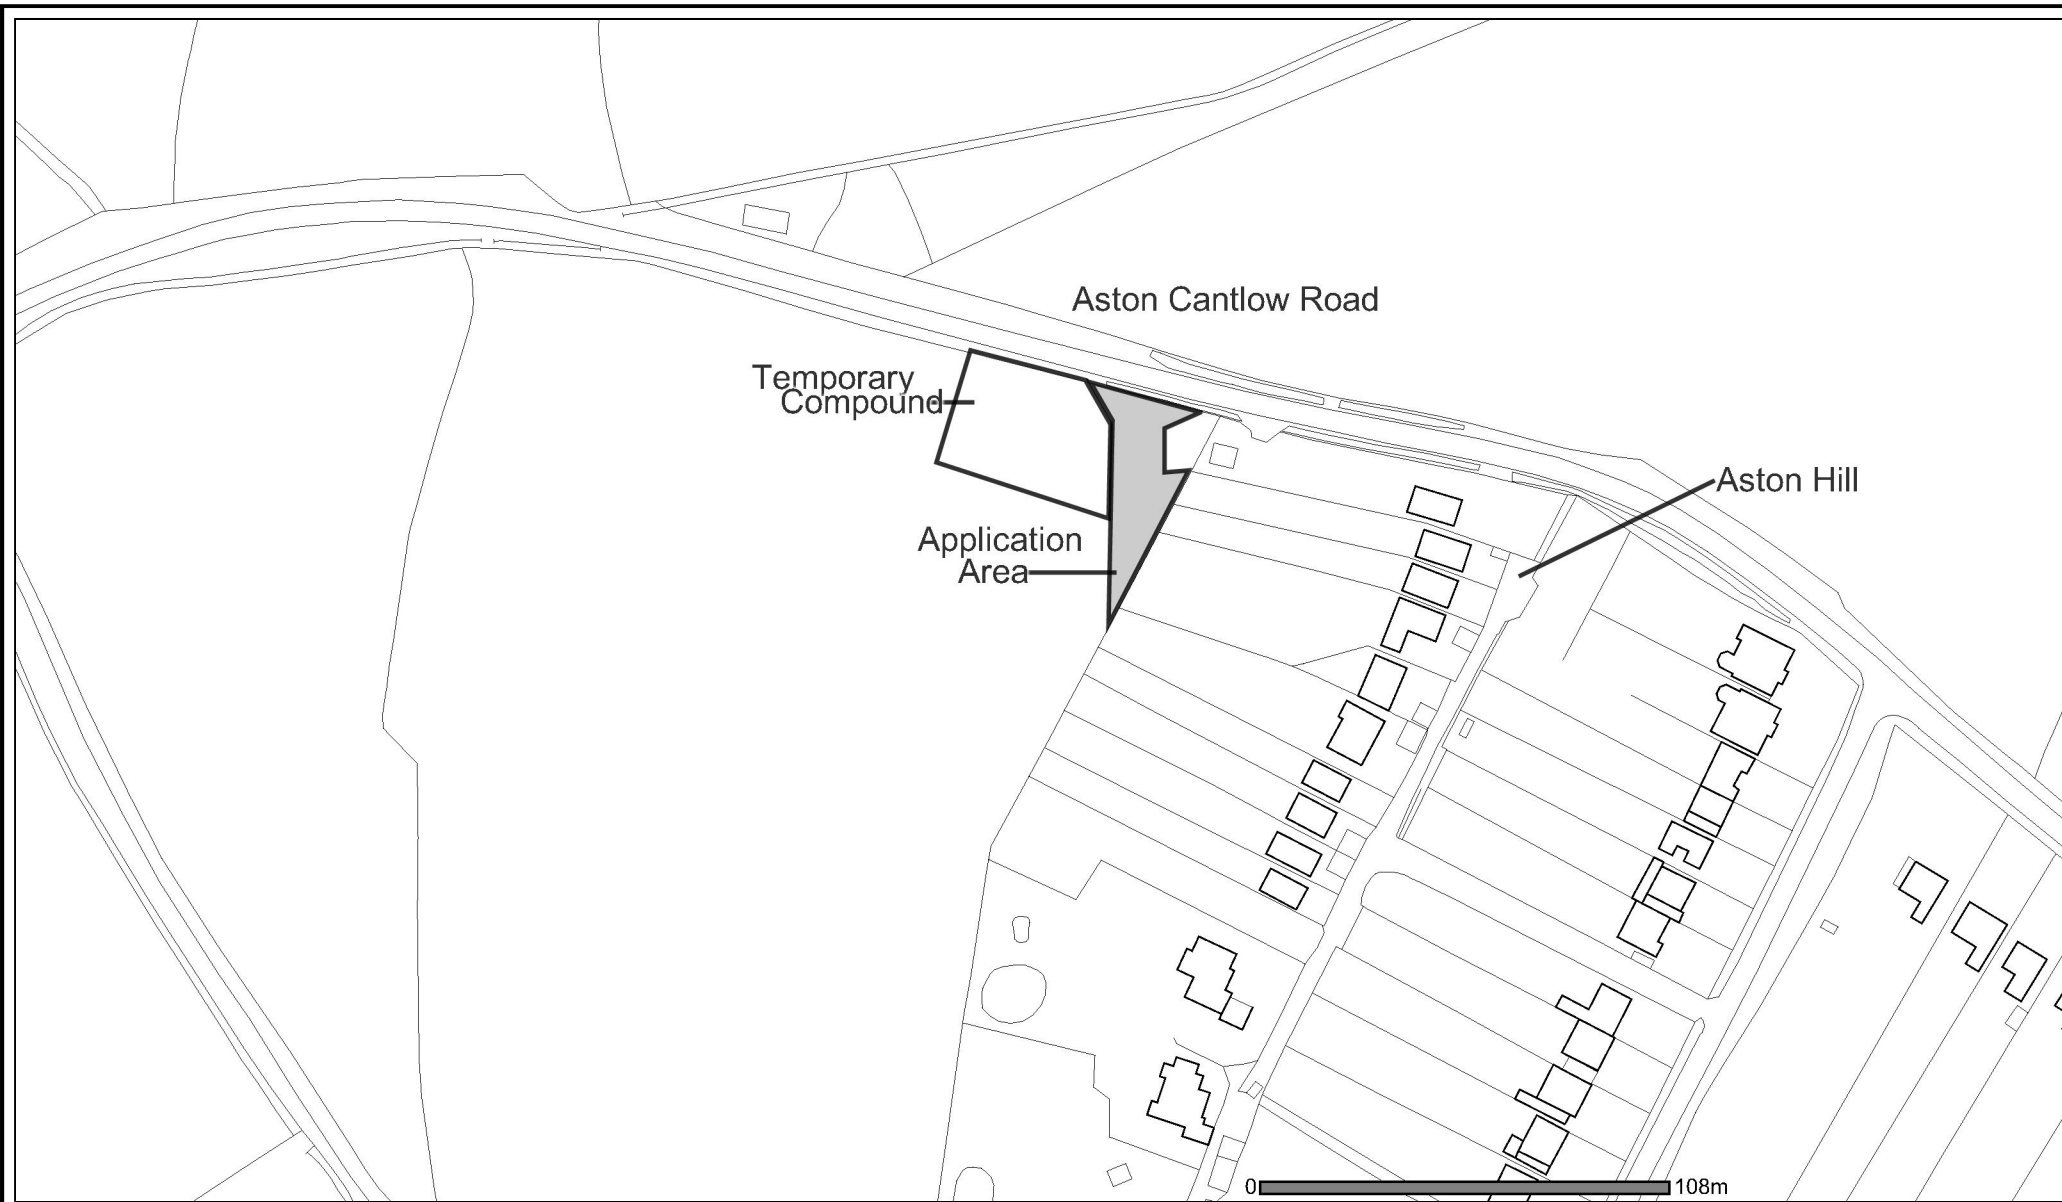 Aston Cantlow Road
Temporary
Compound
Aston Hill
Application
Area
0
108m